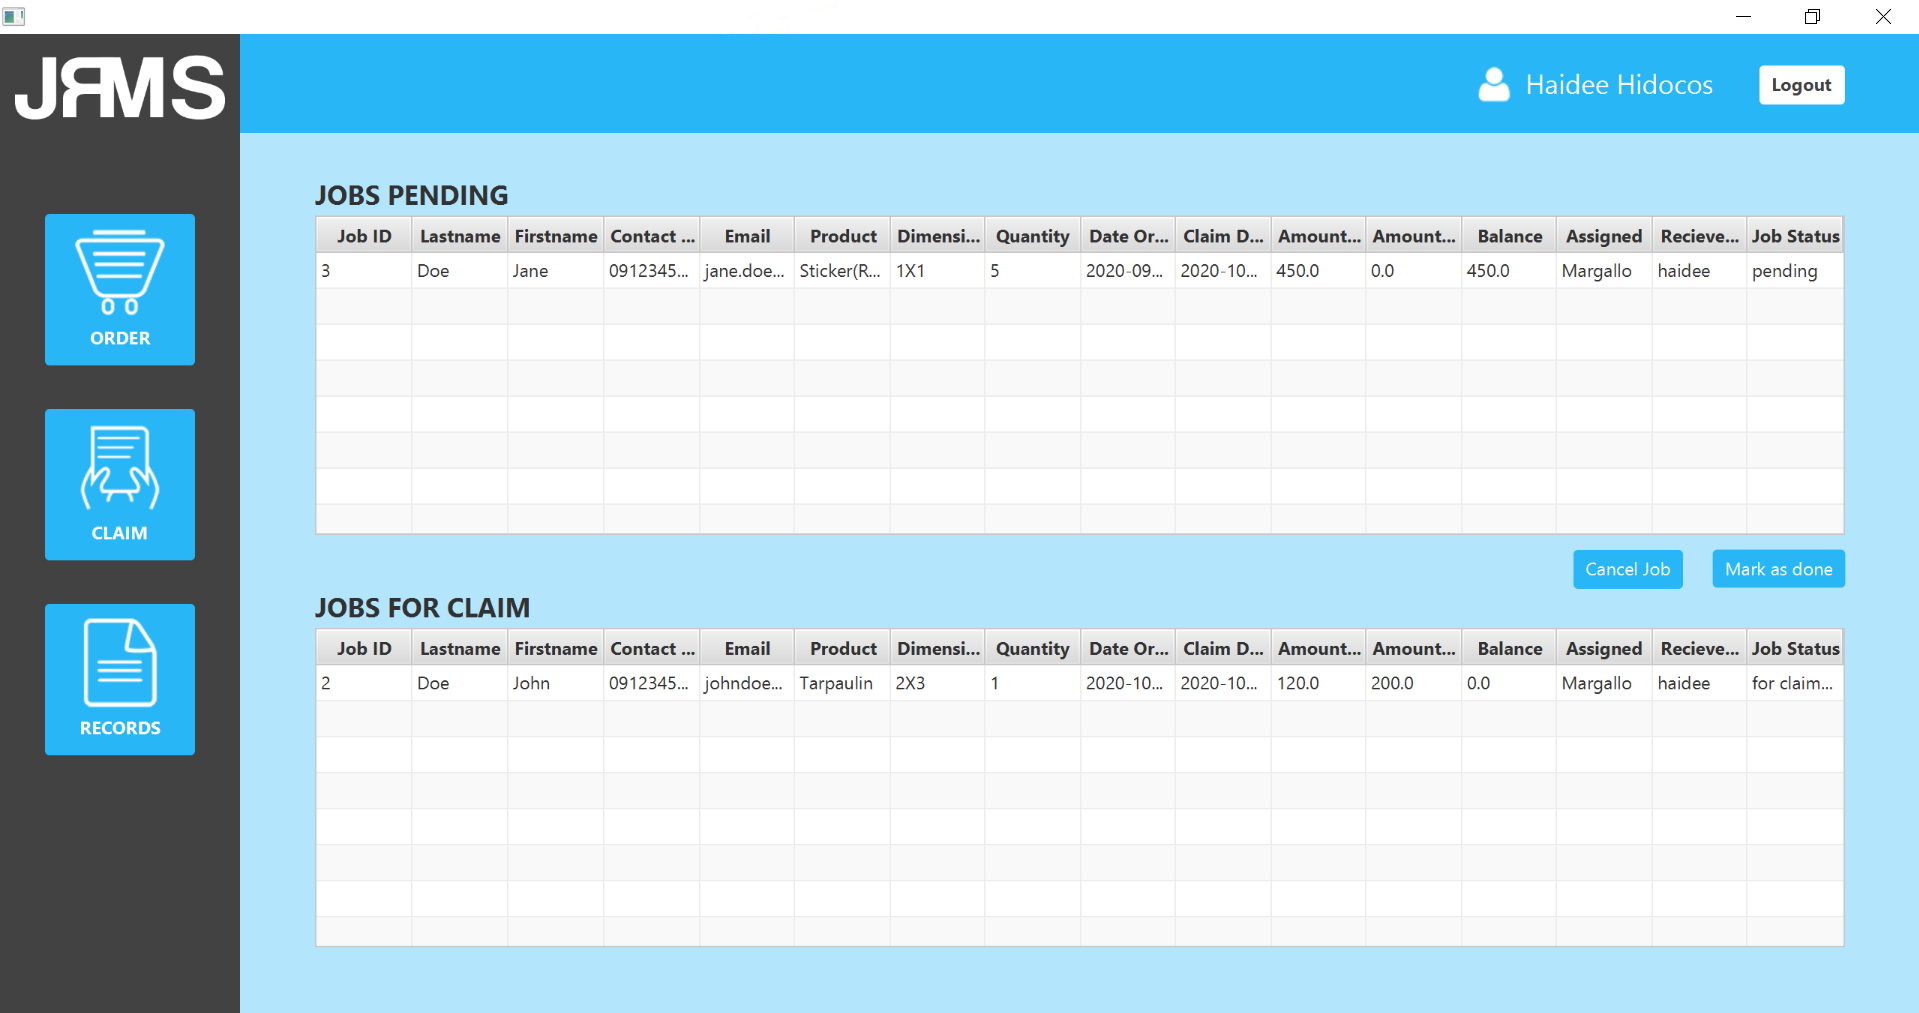 JRMS
Haidee Hidocos
Logout
ORDER
CLAIM
RECORDS
JOBS PENDING
Job ID Lastname Firstname Contact ... Email Product Dimensi... Quantity Date Or... Claim D... Amount... Amount... Balance Assigned Recieve... Job Status
3 Doe Jane 0912345... jane.doe... Sticker(R... 1X1 5 2020-09... 2020-10... 450.0 0.0 450.0 Margallo haidee pending
Cancel Job Mark as done
JOBS FOR CLAIM
Job ID Lastname Firstname Contact ... Email Product Dimensi... Quantity Date Or... Claim D... Amount... Amount... Balance Assigned Recieve... Job Status
2 Doe John 0912345... johndoe... Tarpaulin 2X3 1 2020-10... 2020-10... 120.0 200.0 0.0 Margallo haidee for claim...